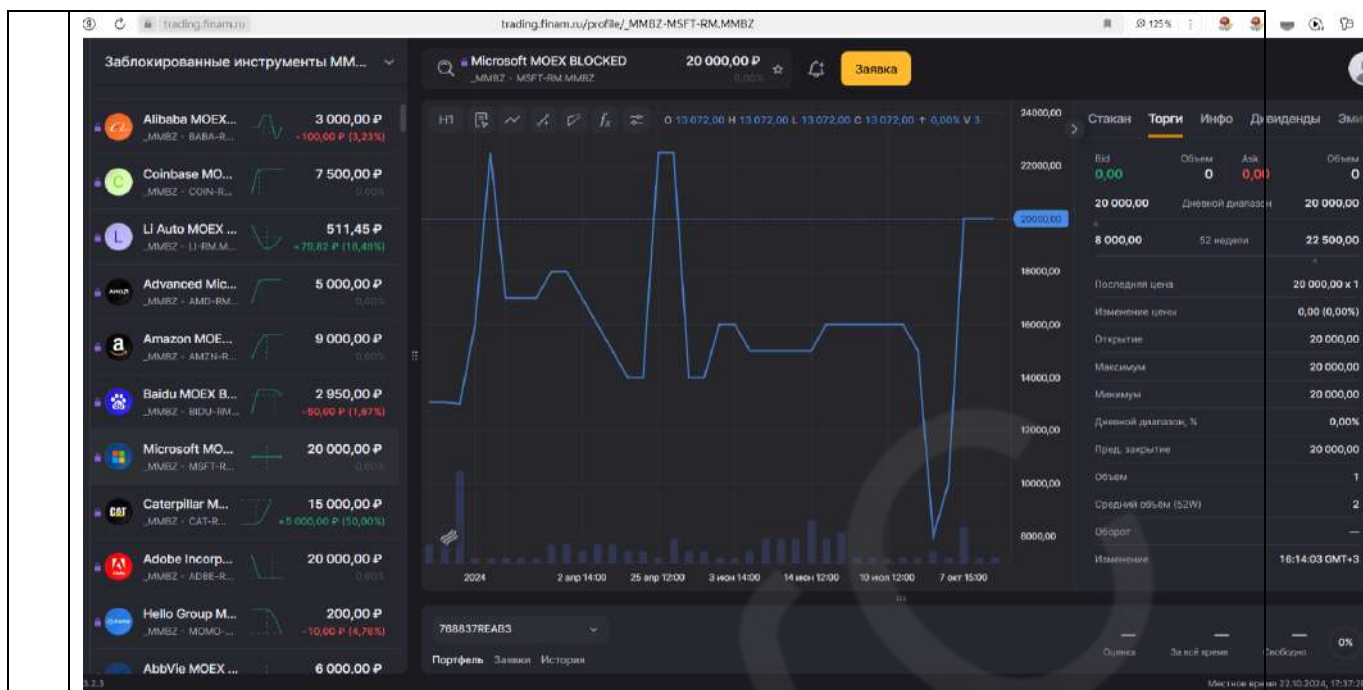 trading.finam.ru
trading.finam.ru/profile/_MMBZ-MSFT-RM.MMBZ
125 %
Заблокированные инструменты MM...
Alibaba MOEX... 3 000,00 ₽
_MMBZ - BABA-R... -100,00 ₽ (3,23%)
Coinbase MO... 7 500,00 ₽
_MMBZ - COIN-R... 0,00%
Li Auto MOEX ... 511,45 ₽
_MMBZ - LI-RM.M... +79,82 ₽ (18,49%)
Advanced Mic... 5 000,00 ₽
_MMBZ - AMD-RM... 0,00%
Amazon MOE... 9 000,00 ₽
_MMBZ - AMZN-R... 0,00%
Baidu MOEX B... 2 950,00 ₽
_MMBZ - BIDU-RM... -50,00 ₽ (1,67%)
Microsoft MO... 20 000,00 ₽
_MMBZ - MSFT-R... 0,00%
Caterpillar M... 15 000,00 ₽
_MMBZ - CAT-R... +5 000,00 ₽ (50,00%)
Adobe Incorp... 20 000,00 ₽
_MMBZ - ADBE-R... 0,00%
Hello Group M... 200,00 ₽
_MMBZ - MOMO-... -10,00 ₽ (4,76%)
AbbVie MOEX ... 6 000,00 ₽
3.2.3
Microsoft MOEX BLOCKED 20 000,00 ₽
_MMBZ - MSFT-RM.MMBZ 0,00%
Заявка
H1 fx O 13 072,00 H 13 072,00 L 13 072,00 C 13 072,00 ↑ 0,00% V 3
24000,00
22000,00
20000,00
18000,00
16000,00
14000,00
12000,00
10000,00
8000,00
2024 2 апр 14:00 25 апр 12:00 3 июн 14:00 14 июн 12:00 10 июл 12:00 7 окт 15:00
Стакан Торги Инфо Дивиденды Эми
Bid Объем Ask Объем
0,00 0 0,00 0
20 000,00 Дневной диапазон 20 000,00
8 000,00 52 недели 22 500,00
Последняя цена 20 000,00 x 1
Изменение цены 0,00 (0,00%)
Открытие 20 000,00
Максимум 20 000,00
Минимум 20 000,00
Дневной диапазон, % 0,00%
Пред. закрытие 20 000,00
Объем 1
Средний объем (52W) 2
Оборот —
Изменение 16:14:03 GMT+3
768837REAB3
Портфель Заявки История
— — —
Оценка За всё время Свободно 0%
Местное время 22.10.2024, 17:37:2